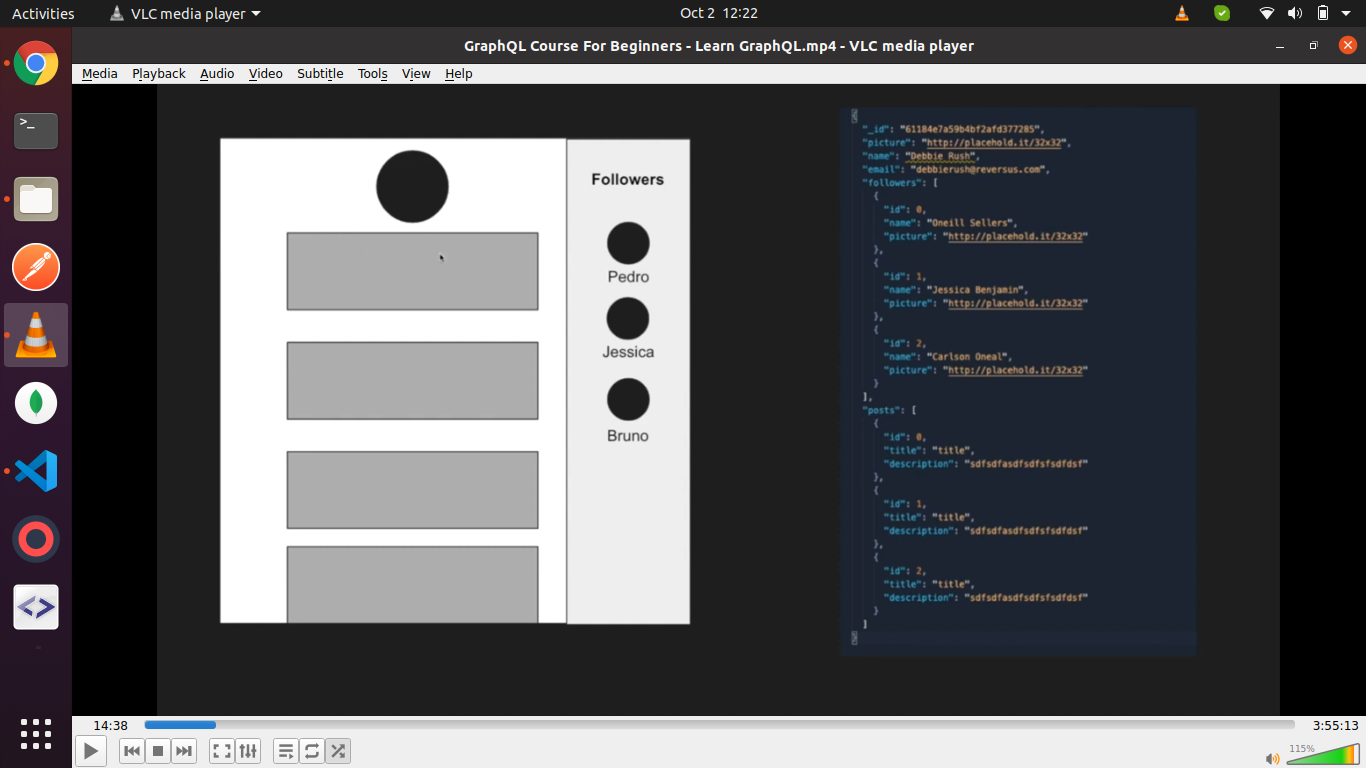 Activities
VLC media player
Oct 2 12:22
GraphQL Course For Beginners - Learn GraphQL.mp4 - VLC media player
Media Playback Audio Video Subtitle Tools View Help
Followers
Pedro
Jessica
Bruno
{
"_id": "61184e7a59b4bf2afd377285",
"picture": "http://placehold.it/32x32",
"name": "Debbie Rush",
"email": "debbierush@reversus.com",
"followers": [
{
"id": 0,
"name": "Oneill Sellers",
"picture": "http://placehold.it/32x32"
},
{
"id": 1,
"name": "Jessica Benjamin",
"picture": "http://placehold.it/32x32"
},
{
"id": 2,
"name": "Carlson Oneal",
"picture": "http://placehold.it/32x32"
}
],
"posts": [
{
"id": 0,
"title": "title",
"description": "sdfsdfasdfsdfsfsdfdsf"
},
{
"id": 1,
"title": "title",
"description": "sdfsdfasdfsdfsfsdfdsf"
},
{
"id": 2,
"title": "title",
"description": "sdfsdfasdfsdfsfsdfdsf"
}
]
}
14:38
3:55:13
115%